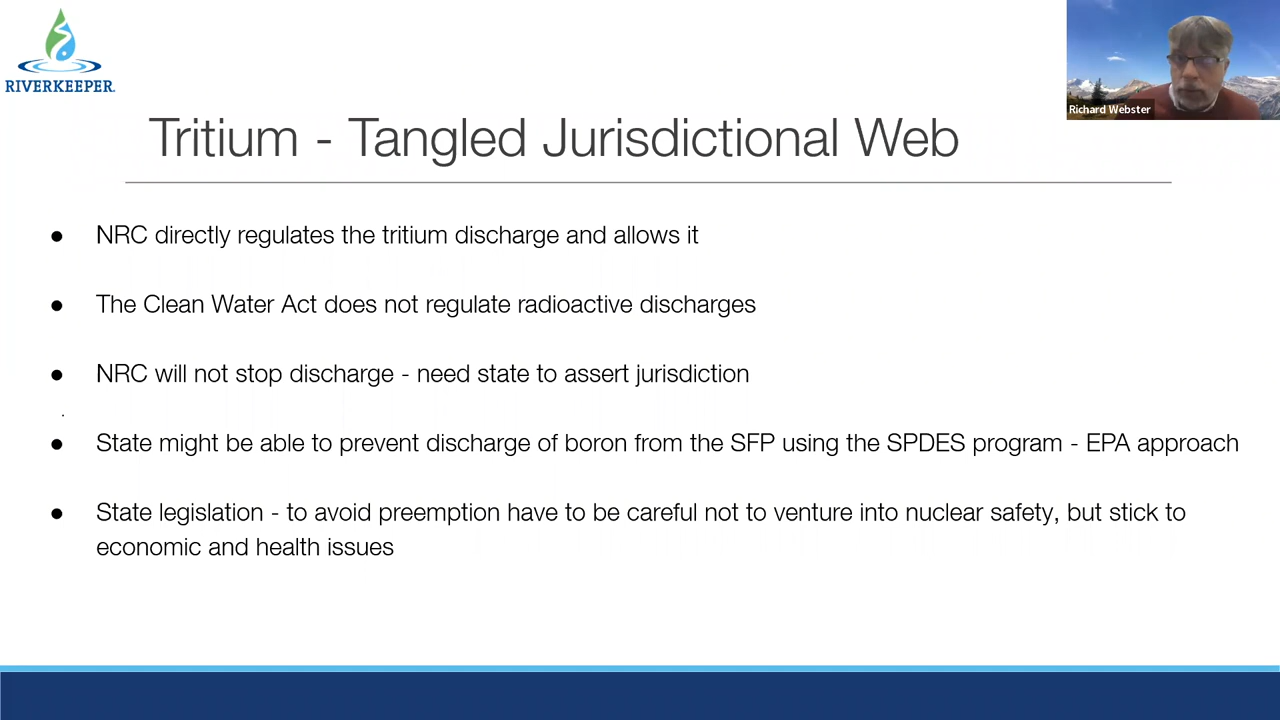 RIVERKEEPER.
Richard Webster
Tritium - Tangled Jurisdictional Web
● NRC directly regulates the tritium discharge and allows it
● The Clean Water Act does not regulate radioactive discharges
● NRC will not stop discharge - need state to assert jurisdiction
● State might be able to prevent discharge of boron from the SFP using the SPDES program - EPA approach
● State legislation - to avoid preemption have to be careful not to venture into nuclear safety, but stick to
economic and health issues